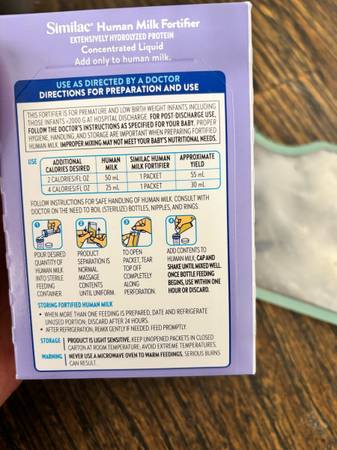 Similac® Human Milk Fortifier
EXTENSIVELY HYDROLYZED PROTEIN
Concentrated Liquid
Add only to human milk.
USE AS DIRECTED BY A DOCTOR
DIRECTIONS FOR PREPARATION AND USE
THIS FORTIFIER IS FOR PREMATURE AND LOW BIRTH WEIGHT INFANTS INCLUDING
THOSE INFANTS <2000 G AT HOSPITAL DISCHARGE. FOR POST-DISCHARGE USE,
FOLLOW THE DOCTOR'S INSTRUCTIONS AS SPECIFIED FOR YOUR BABY. PROPER
HYGIENE, HANDLING AND STORAGE ARE IMPORTANT WHEN PREPARING FORTIFIED
HUMAN MILK. IMPROPER MIXING MAY NOT MEET YOUR BABY'S NUTRITIONAL NEEDS.
USE ADDITIONAL CALORIES DESIRED HUMAN MILK SIMILAC HUMAN MILK FORTIFIER APPROXIMATE YIELD
2 CALORIES/FL OZ 50 mL 1 PACKET 55 mL
4 CALORIES/FL OZ 25 mL 1 PACKET 30 mL
FOLLOW INSTRUCTIONS FOR SAFE HANDLING OF HUMAN MILK. CONSULT WITH
DOCTOR ON THE NEED TO BOIL (STERILIZE) BOTTLES, NIPPLES, AND RINGS.
1 2 3 4
POUR DESIRED
QUANTITY OF
HUMAN MILK
INTO STERILE
FEEDING
CONTAINER.
PRODUCT
SEPARATION IS
NORMAL.
MASSAGE
CONTENTS
UNTIL UNIFORM.
TO OPEN
PACKET, TEAR
TOP OFF
COMPLETELY
ALONG
PERFORATION.
ADD CONTENTS TO
HUMAN MILK, CAP AND
SHAKE UNTIL MIXED WELL.
ONCE BOTTLE FEEDING
BEGINS, USE WITHIN ONE
HOUR OR DISCARD.
STORING FORTIFIED HUMAN MILK
• WHEN MORE THAN ONE FEEDING IS PREPARED, DATE AND REFRIGERATE
UNUSED PORTION; DISCARD AFTER 24 HOURS.
• AFTER REFRIGERATION, REMIX GENTLY IF NEEDED. FEED PROMPTLY.
STORAGE PRODUCT IS LIGHT SENSITIVE. KEEP UNOPENED PACKETS IN CLOSED
CARTON AT ROOM TEMPERATURE; AVOID EXTREME TEMPERATURES.
WARNING NEVER USE A MICROWAVE OVEN TO WARM FEEDINGS. SERIOUS BURNS
CAN RESULT.